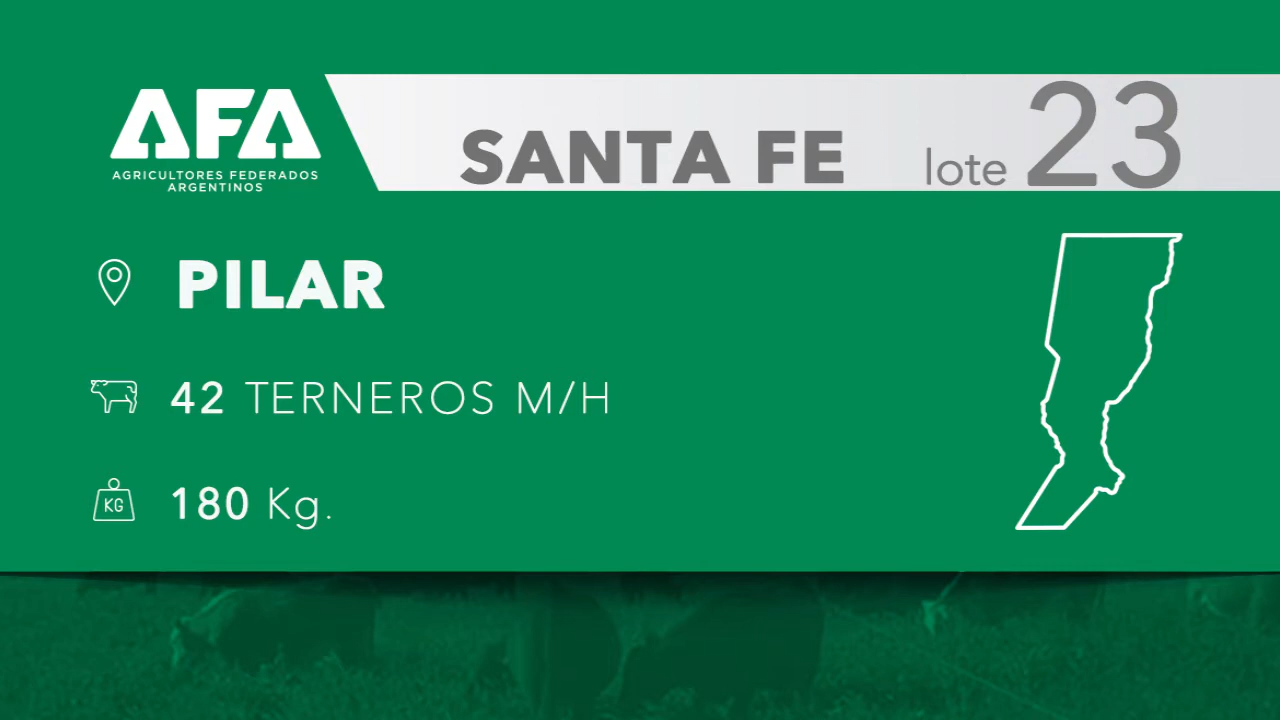 AFA
AGRICULTORES FEDERADOS
ARGENTINOS
SANTA FE lote 23
PILAR
42 TERNEROS M/H
KG
180 Kg.